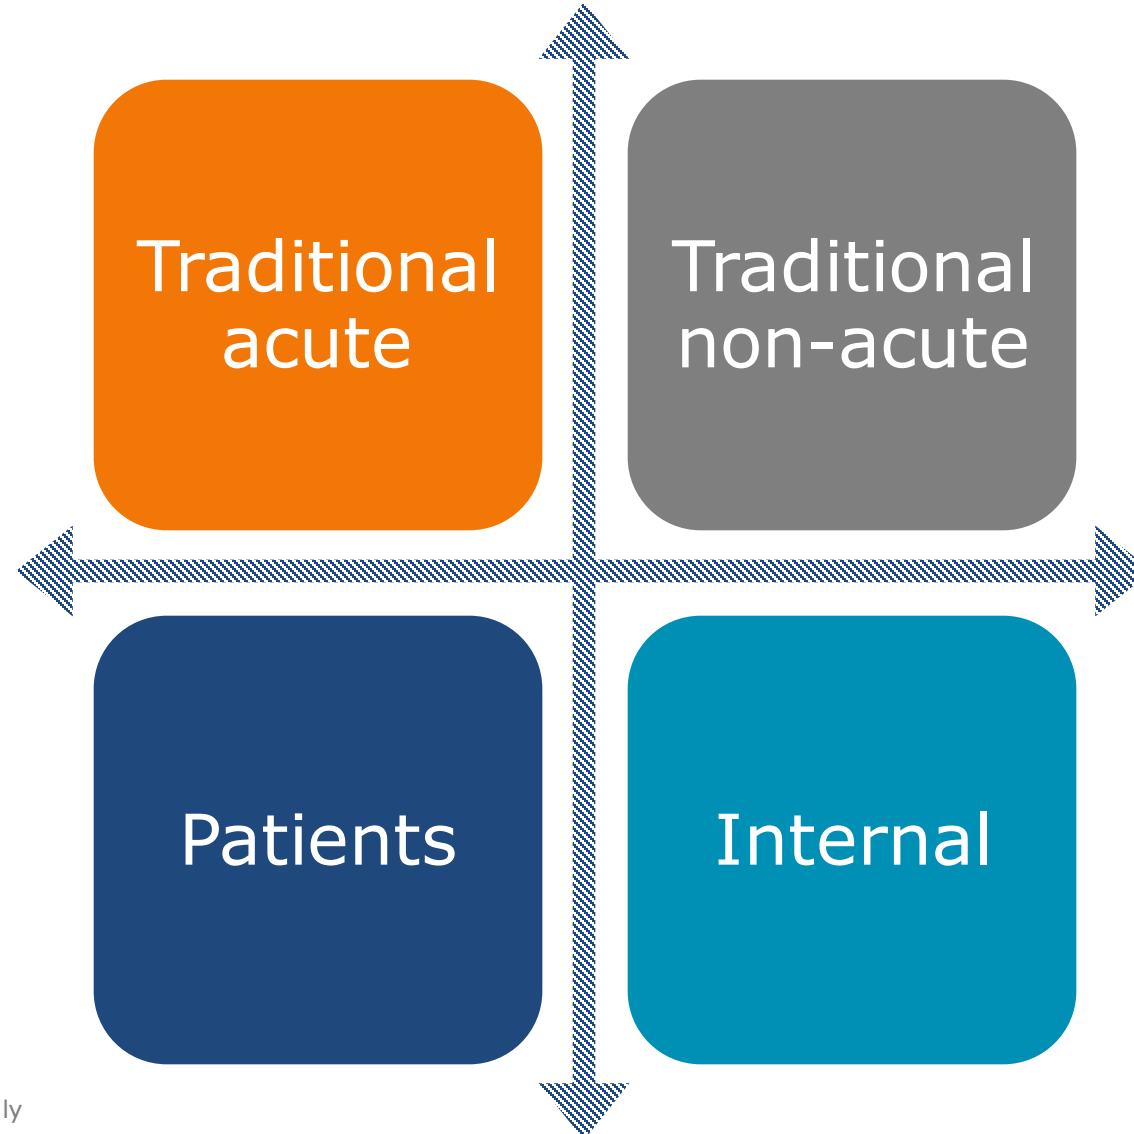 Traditional
acute
Traditional
non-acute
Patients
Internal
ly